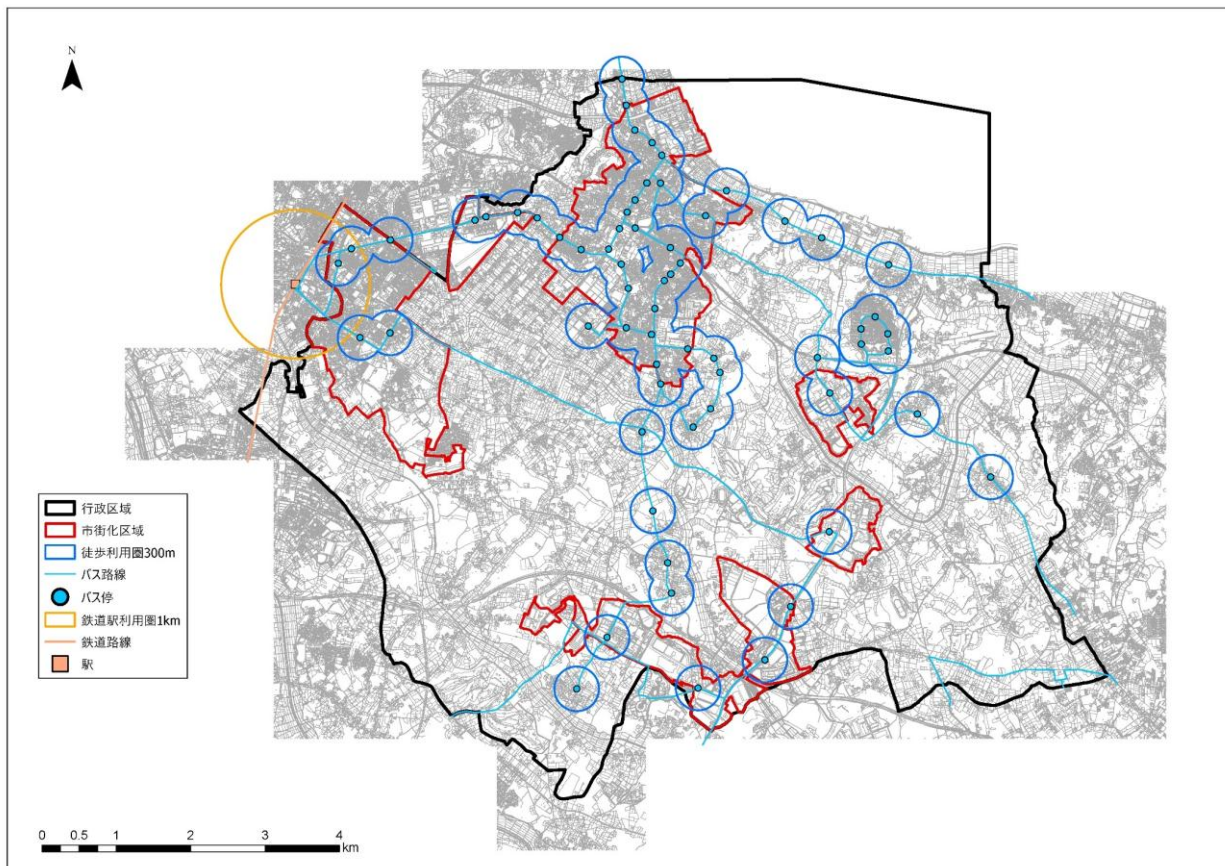 N
行政区域
市街化区域
徒歩利用圏300m
バス路線
バス停
鉄道駅利用圏1km
鉄道路線
駅
0 0.5 1 2 3 4
km